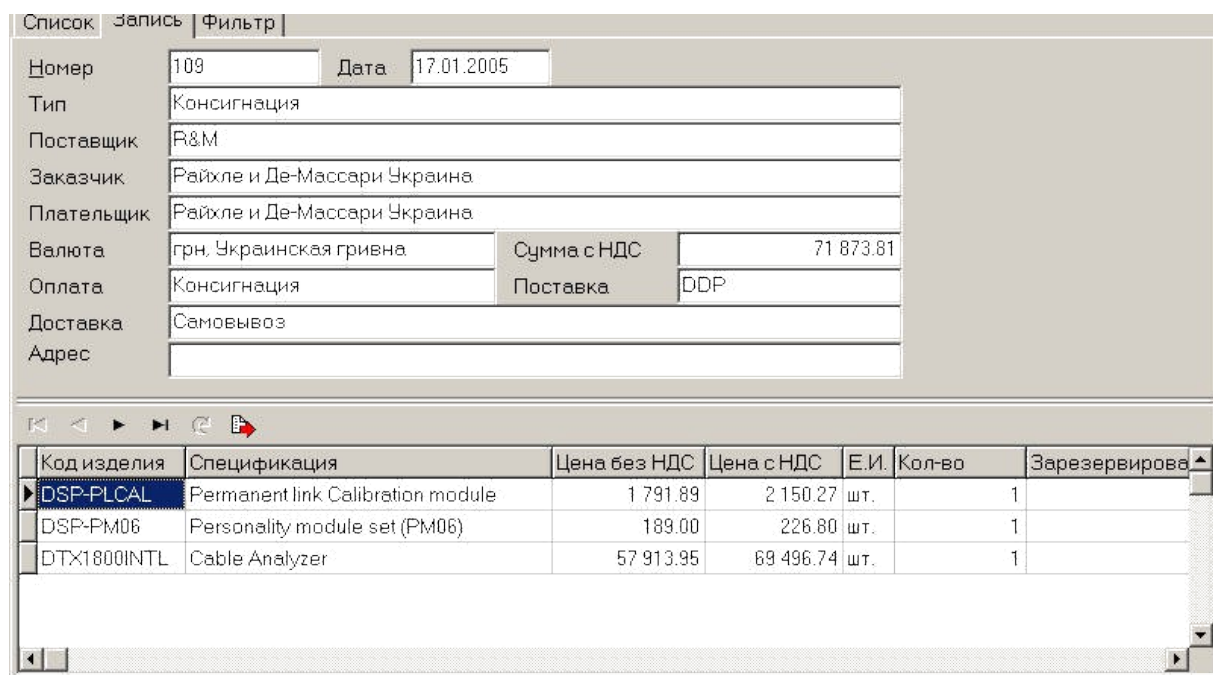 Список Запись Фильтр
Номер 109 Дата 17.01.2005
Тип Консигнация
Поставщик R&M
Заказчик Райхле и Де-Массари Украина
Плательщик Райхле и Де-Массари Украина
Валюта грн, Украинская гривна Сумма с НДС 71 873.81
Оплата Консигнация Поставка DDP
Доставка Самовывоз
Адрес
Код изделия Спецификация Цена без НДС Цена с НДС Е.И. Кол-во Зарезервирова
DSP-PLCAL Permanent link Calibration module 1 791.89 2 150.27 шт. 1
DSP-PM06 Personality module set (PM06) 189.00 226.80 шт. 1
DTX1800INTL Cable Analyzer 57 913.95 69 496.74 шт. 1